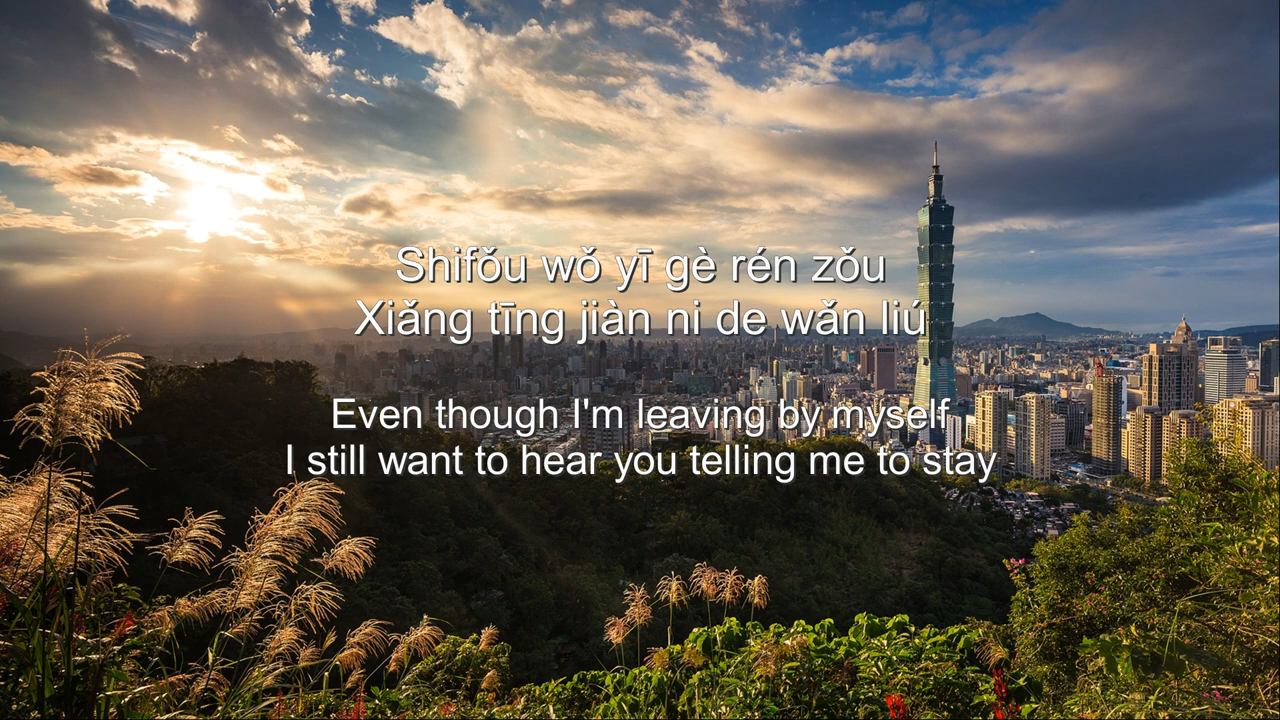 Shifǒu wǒ yī gè rén zǒu
Xiǎng tīng jiàn ni de wǎn liú
Even though I'm leaving by myself
I still want to hear you telling me to stay